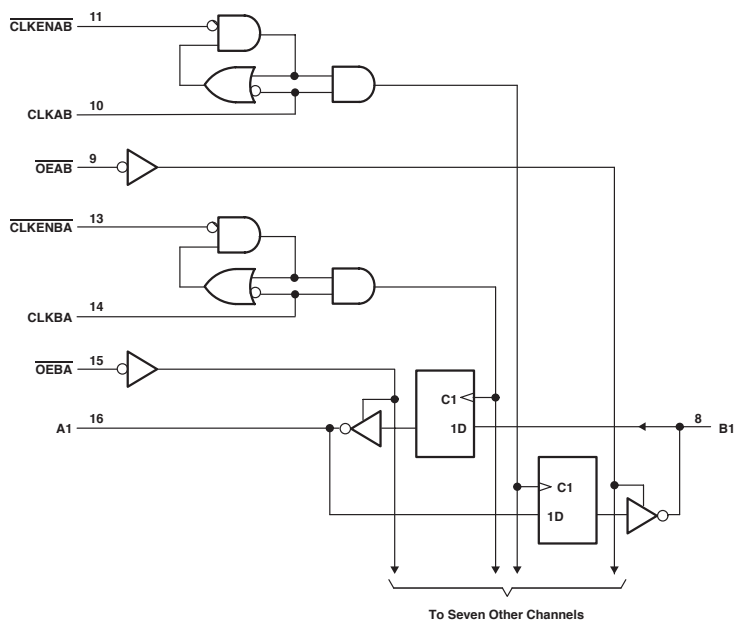 CLKENAB 11
CLKAB 10
OEAB 9
CLKENBA 13
CLKBA 14
OEBA 15
A1 16
C1
1D
8 B1
C1
1D
To Seven Other Channels